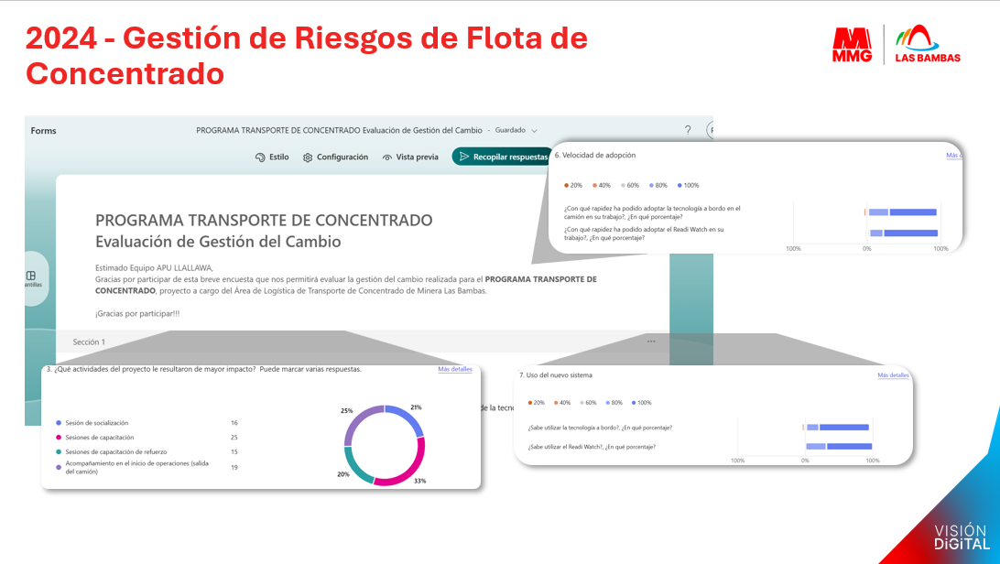 2024 - Gestión de Riesgos de Flota de
Concentrado
MMG
LAS BAMBAS
Forms
PROGRAMA TRANSPORTE DE CONCENTRADO Evaluación de Gestión del Cambio - Guardado
?
Estilo
Configuración
Vista previa
Recopilar respuestas
PROGRAMA TRANSPORTE DE CONCENTRADO
Evaluación de Gestión del Cambio
Estimado Equipo APU LLALLAWA,
Gracias por participar de esta breve encuesta que nos permitirá evaluar la gestión del cambio realizada para el PROGRAMA TRANSPORTE DE
CONCENTRADO, proyecto a cargo del Área de Logística de Transporte de Concentrado de Minera Las Bambas.
¡Gracias por participar!!!
antillas
Sección 1
...
de la tecn
6. Velocidad de adopción
Más d
20% 40% 60% 80% 100%
¿Con qué rapidez ha podido adoptar la tecnología a bordo en el
camión en su trabajo?, ¿En qué porcentaje?
¿Con qué rapidez ha podido adoptar el Readi Watch en su
trabajo?, ¿En qué porcentaje?
100% 0% 100%
3. ¿Qué actividades del proyecto le resultaron de mayor impacto? Puede marcar varias respuestas.
Más detalles
Sesión de socialización 16
Sesiones de capacitación 25
Sesiones de capacitación de refuerzo 15
Acompañamiento en el inicio de operaciones (salida
del camión) 19
25%
21%
20%
33%
7. Uso del nuevo sistema
Más detalles
20% 40% 60% 80% 100%
¿Sabe utilizar la tecnología a bordo?, ¿En qué porcentaje?
¿Sabe utilizar el Readi Watch?, ¿En qué porcentaje?
100% 0% 100%
VISIÓN
DiGiTAL